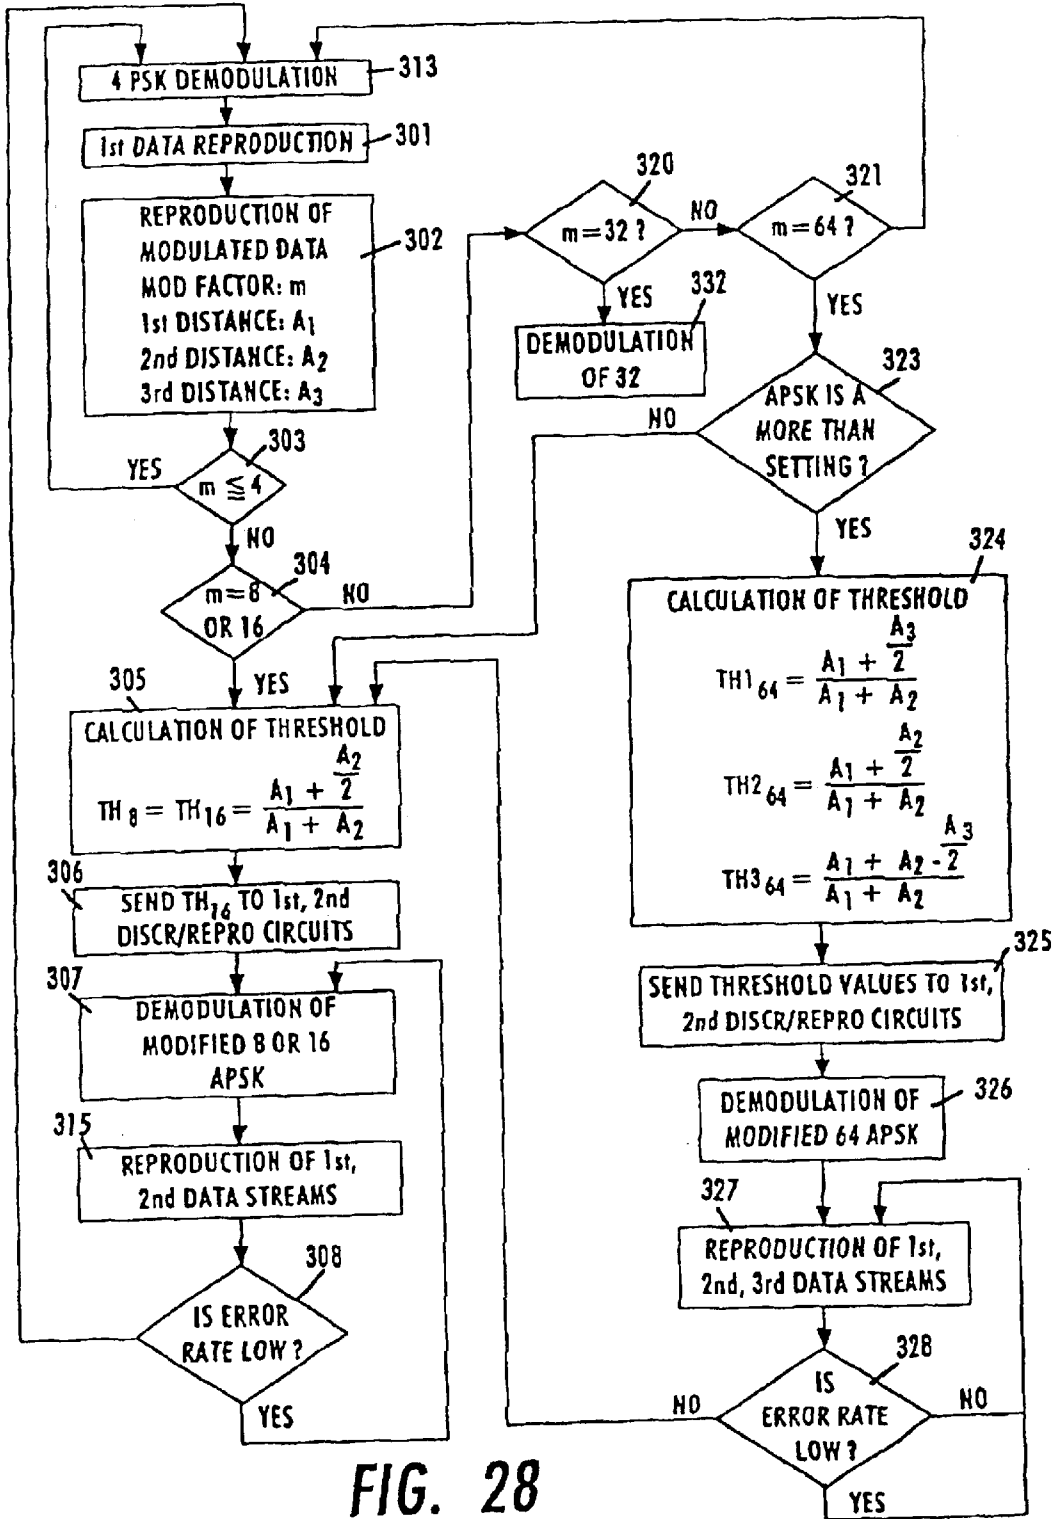 4 PSK DEMODULATION
313
1st DATA REPRODUCTION
301
REPRODUCTION OF
MODULATED DATA
MOD FACTOR: m
1st DISTANCE: A1
2nd DISTANCE: A2
3rd DISTANCE: A3
302
303
YES
m ≦ 4
NO
304
m=8
OR 16
NO
YES
305
CALCULATION OF THRESHOLD
TH8 = TH16 = (A1 + A2/2) / (A1 + A2)
306
SEND TH16 TO 1st, 2nd
DISCR/REPRO CIRCUITS
307
DEMODULATION OF
MODIFIED 8 OR 16
APSK
315
REPRODUCTION OF 1st,
2nd DATA STREAMS
308
IS ERROR
RATE LOW?
YES
320
m=32?
NO
YES
332
DEMODULATION
OF 32
321
m=64?
YES
323
APSK IS A
MORE THAN
SETTING?
NO
YES
324
CALCULATION OF THRESHOLD
TH1 64 = (A1 + A3/2) / (A1 + A2)
TH2 64 = (A1 + A2/2) / (A1 + A2)
TH3 64 = (A1 + A2 - A3/2) / (A1 + A2)
325
SEND THRESHOLD VALUES TO 1st,
2nd DISCR/REPRO CIRCUITS
DEMODULATION OF
MODIFIED 64 APSK
326
327
REPRODUCTION OF 1st,
2nd, 3rd DATA STREAMS
328
IS
ERROR RATE
LOW?
NO
NO
YES
FIG. 28